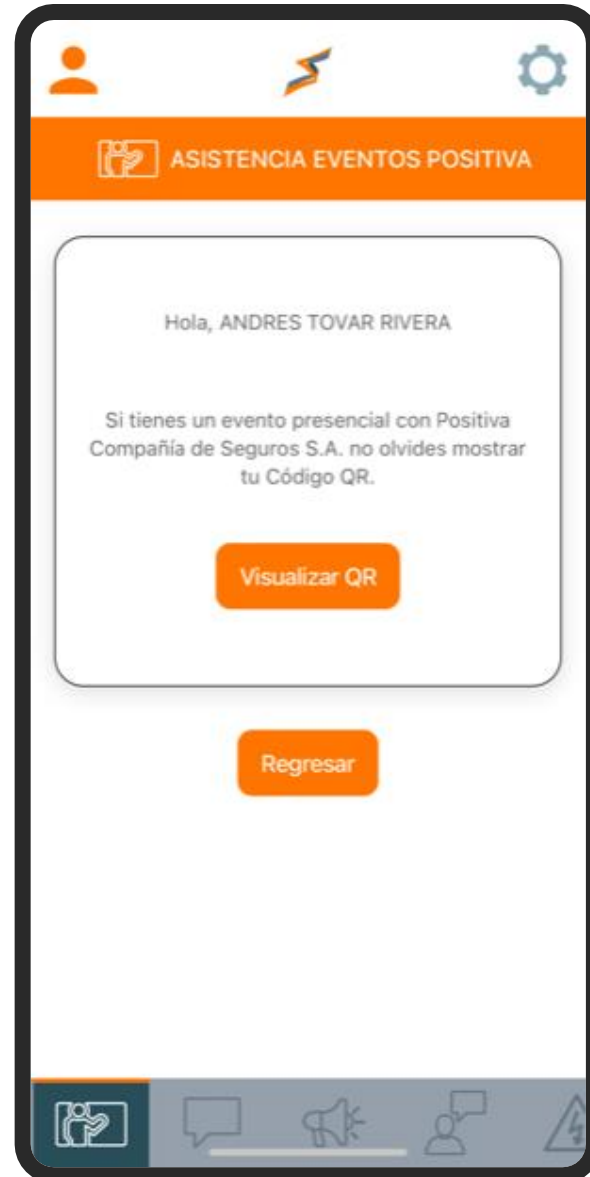 ASISTENCIA EVENTOS POSITIVA
Hola, ANDRES TOVAR RIVERA
Si tienes un evento presencial con Positiva
Compañía de Seguros S.A. no olvides mostrar
tu Código QR.
Visualizar QR
Regresar